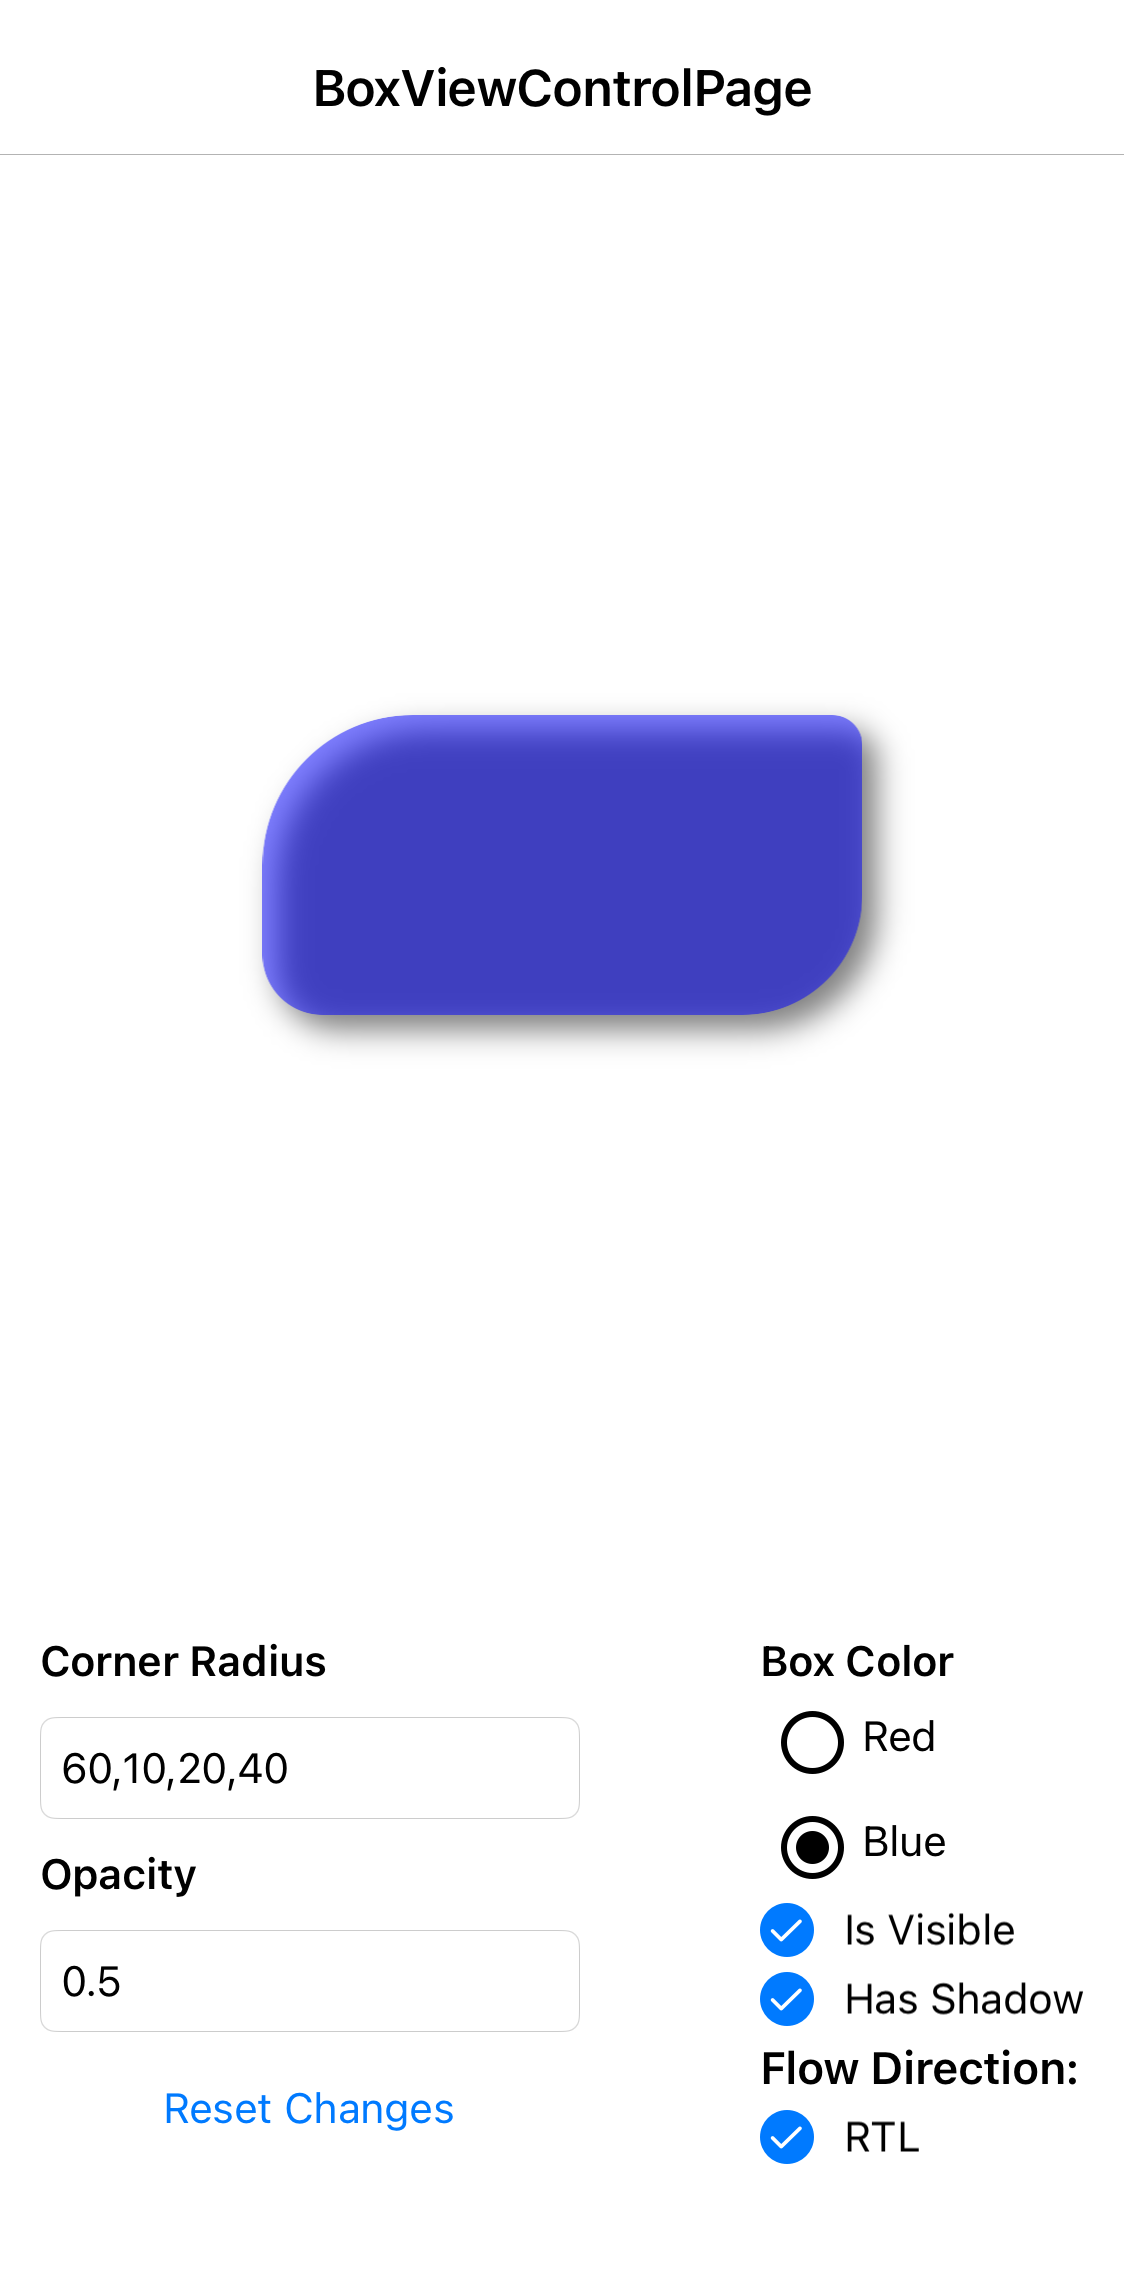 BoxViewControlPage
Corner Radius
60,10,20,40
Opacity
0.5
Reset Changes
Box Color
Red
Blue
Is Visible
Has Shadow
Flow Direction:
RTL